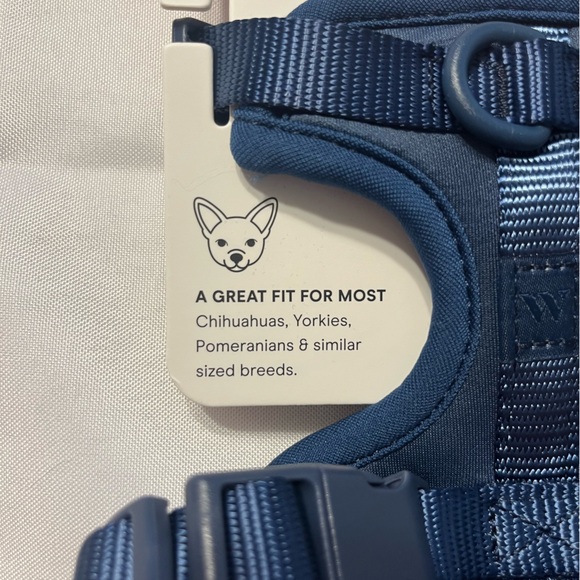 A GREAT FIT FOR MOST
Chihuahuas, Yorkies,
Pomeranians & similar
sized breeds.
W